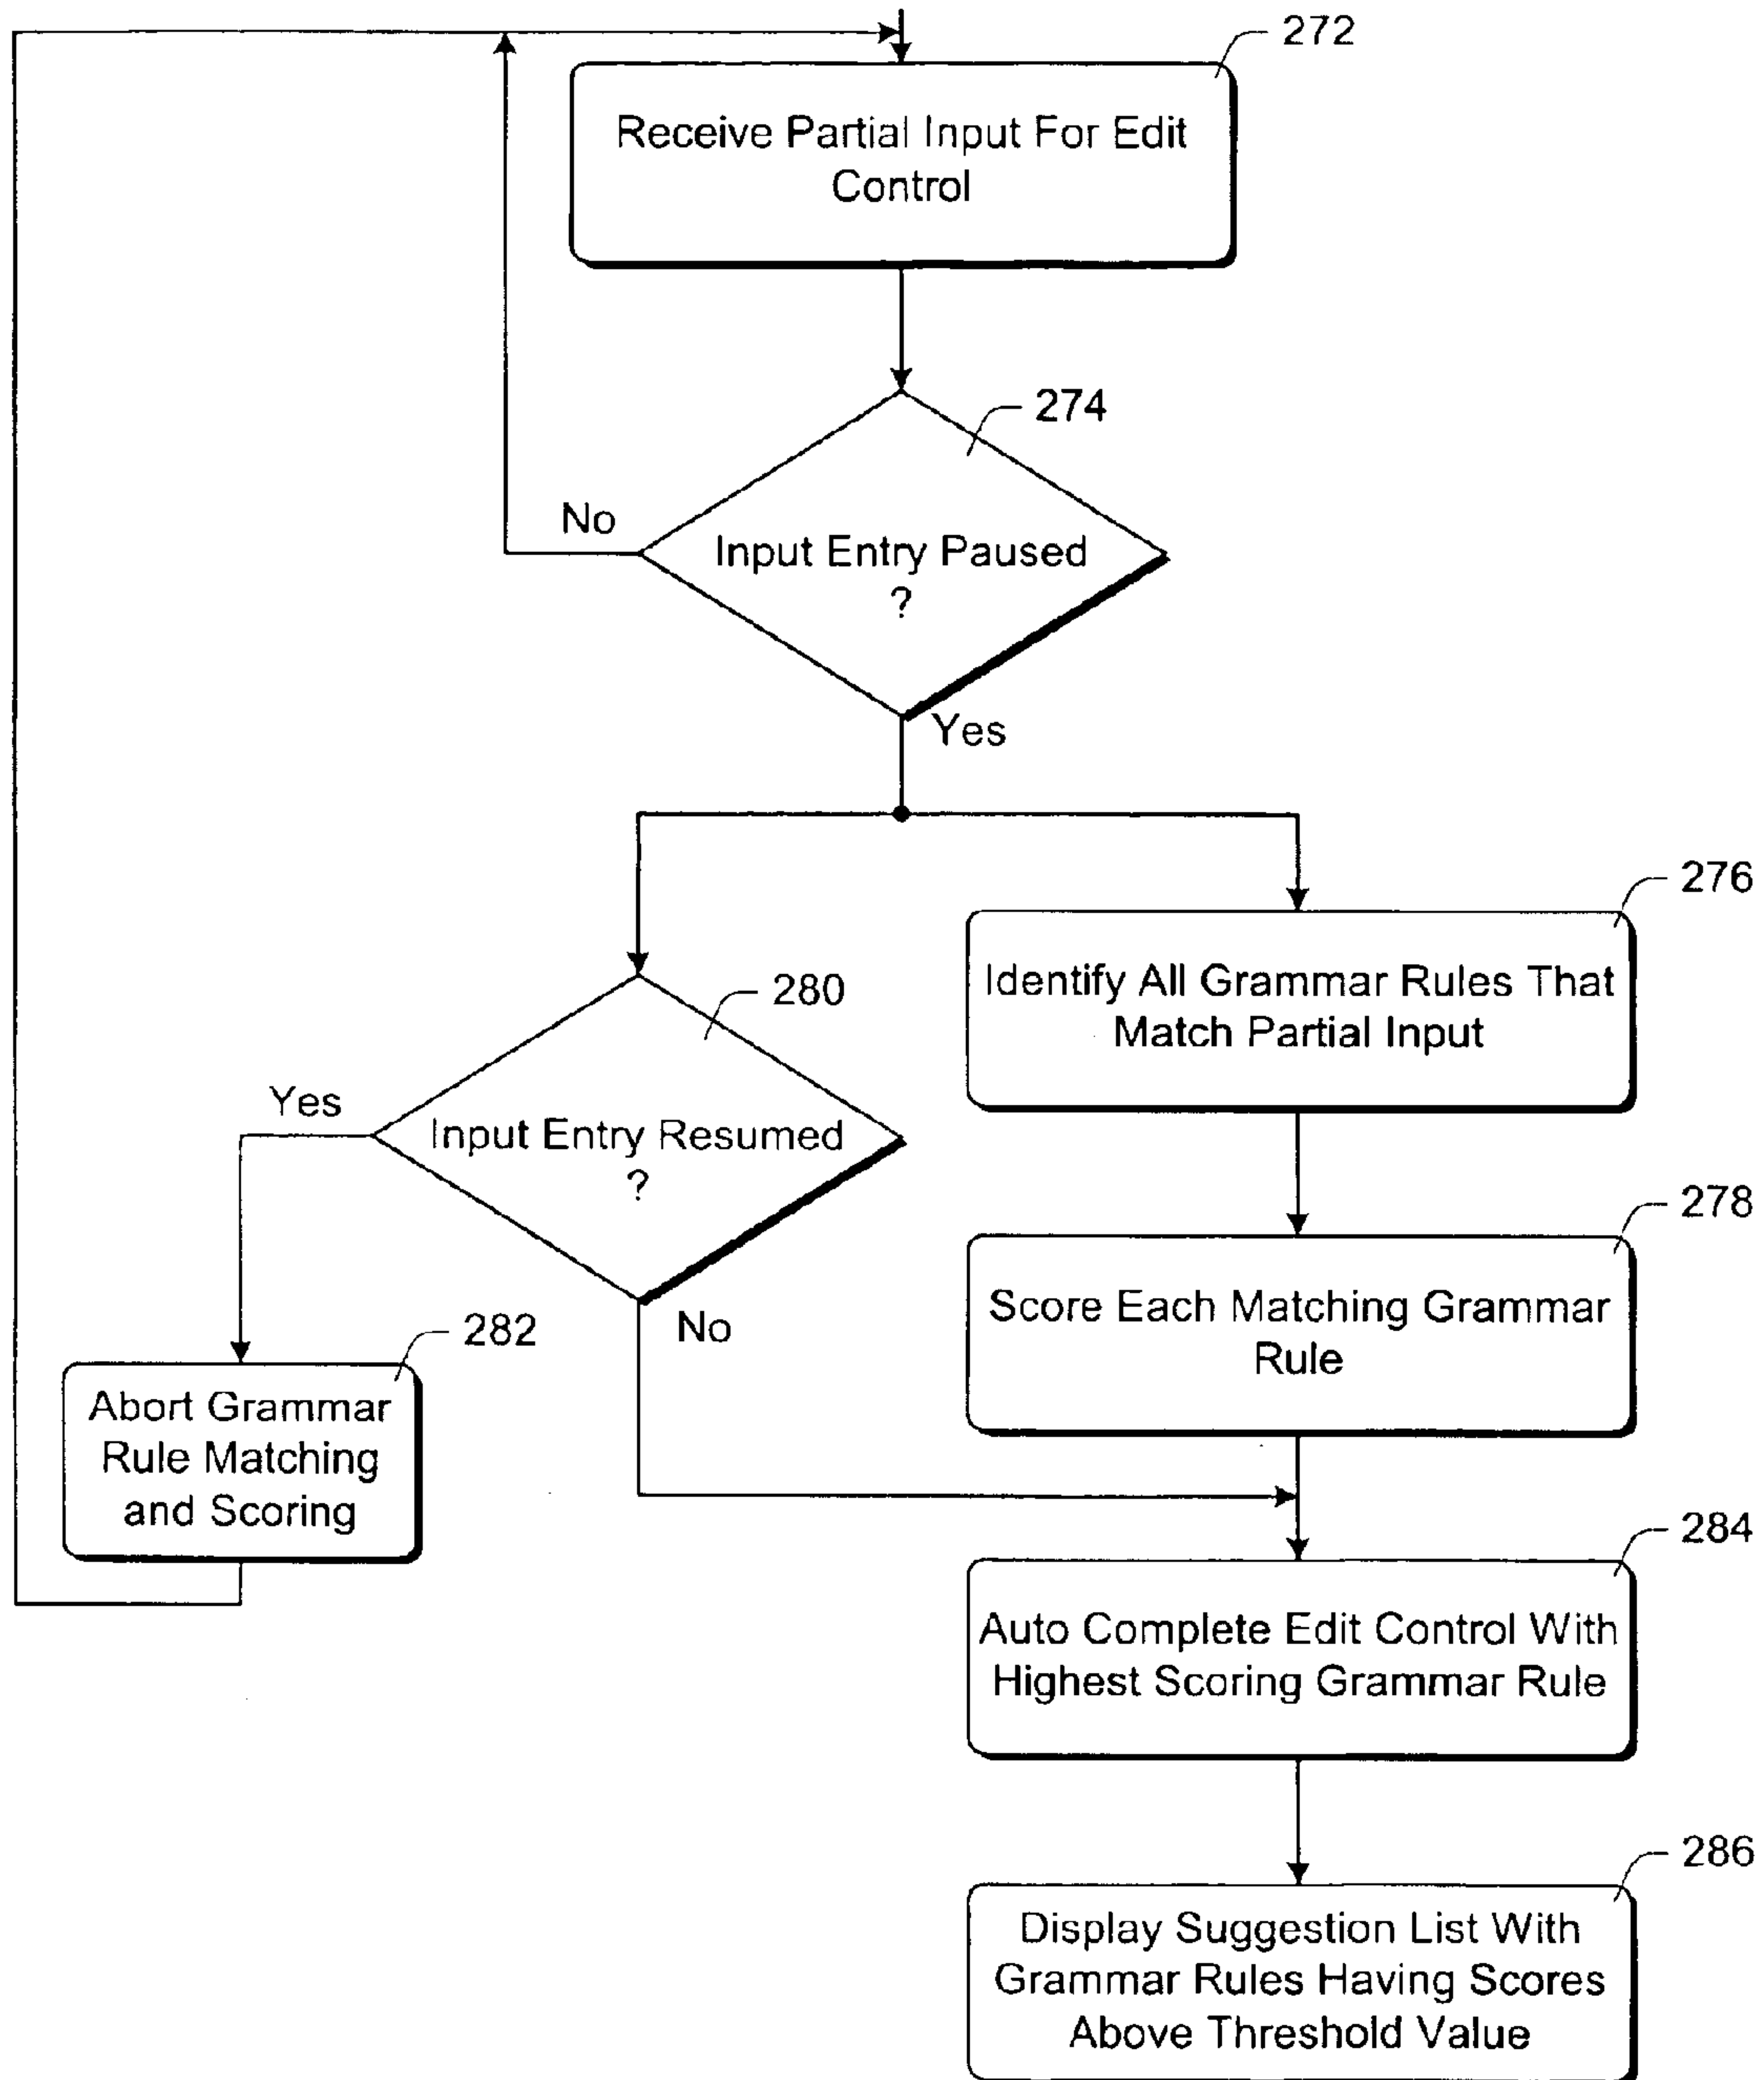 272
Receive Partial Input For Edit
Control
274
No
Input Entry Paused
?
Yes
276
Identify All Grammar Rules That
Match Partial Input
280
Yes
Input Entry Resumed
?
278
No
Score Each Matching Grammar
Rule
282
Abort Grammar
Rule Matching
and Scoring
284
Auto Complete Edit Control With
Highest Scoring Grammar Rule
286
Display Suggestion List With
Grammar Rules Having Scores
Above Threshold Value